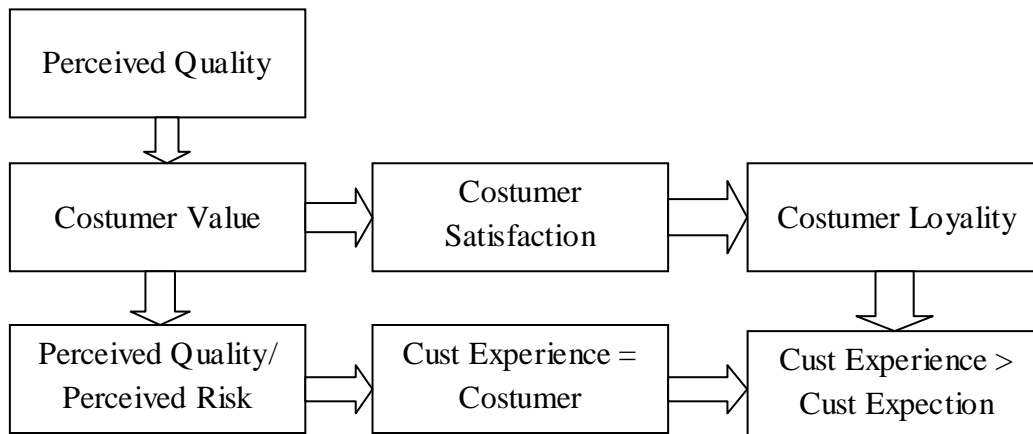 Perceived Quality
Costumer Value
Costumer
Satisfaction
Costumer Loyality
Perceived Quality/
Perceived Risk
Cust Experience =
Costumer
Cust Experience >
Cust Expection